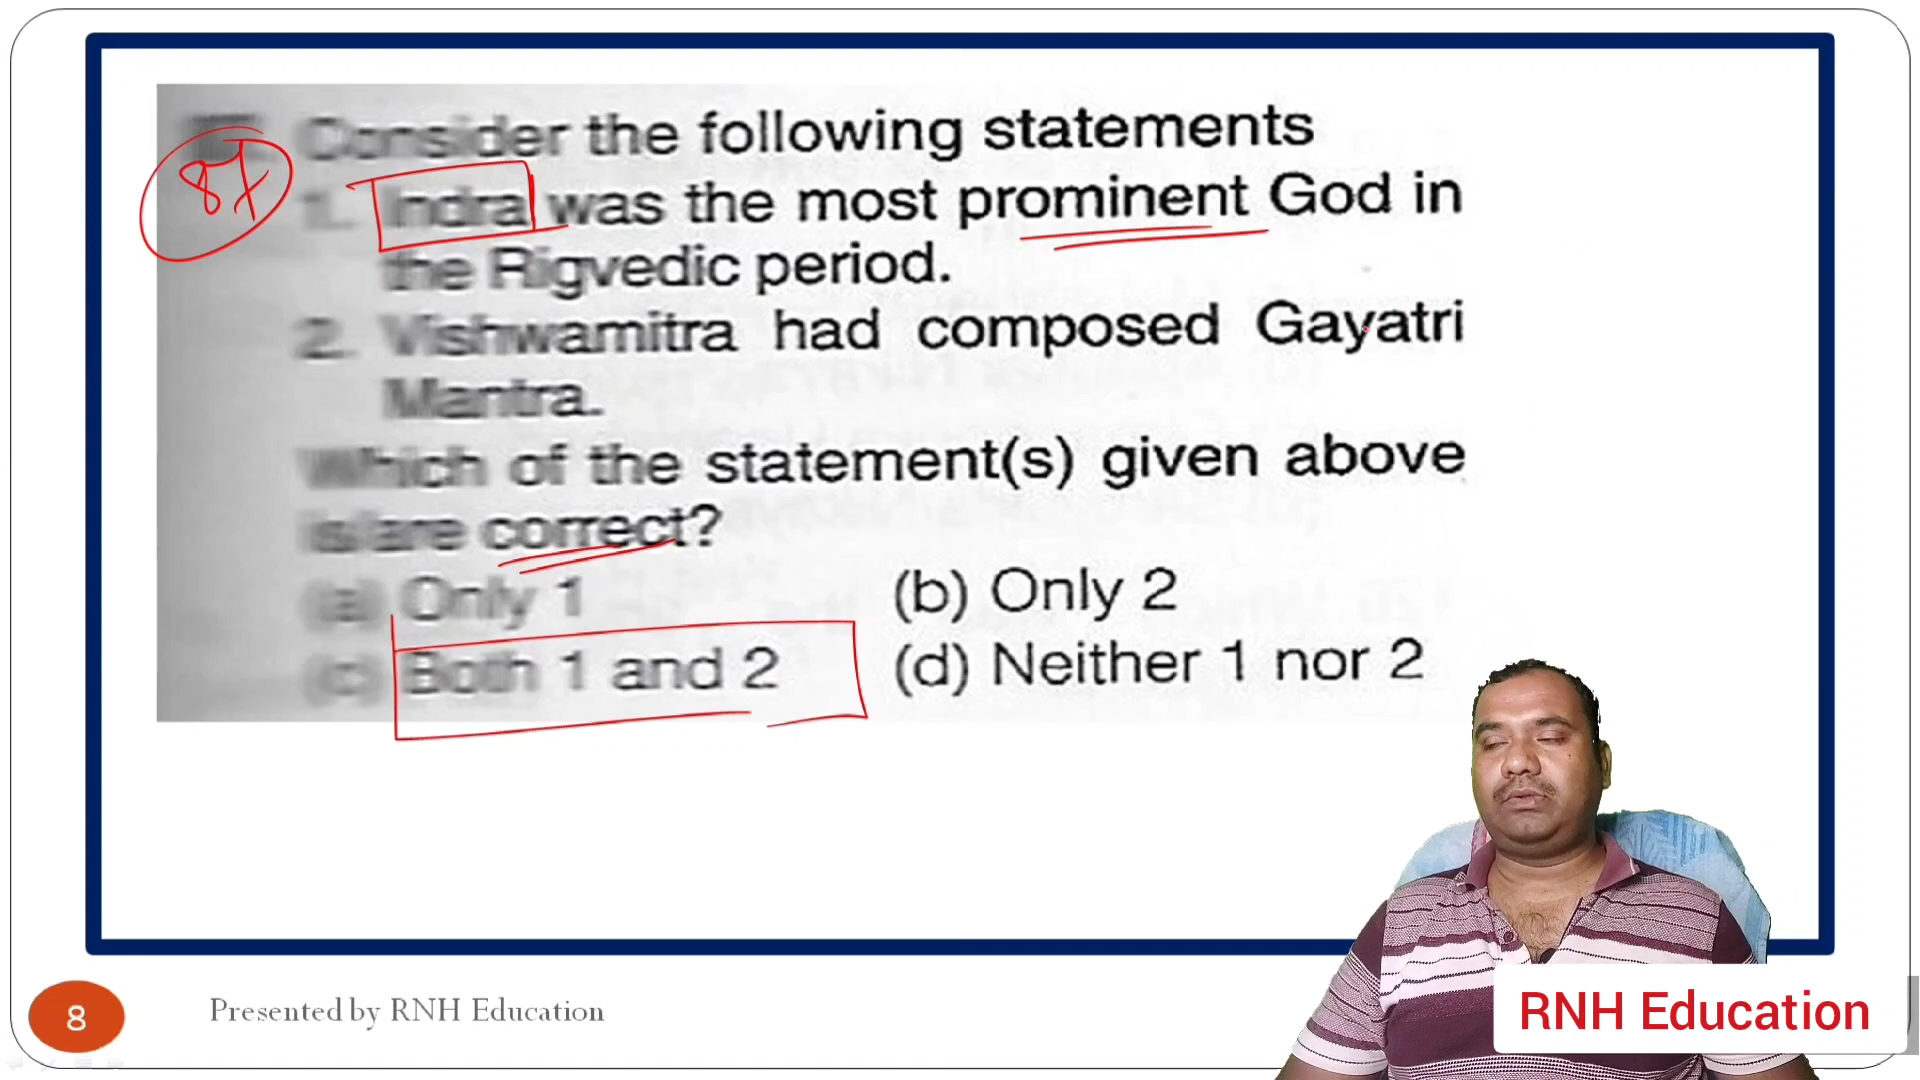 Consider the following statements
87
1. Indra was the most prominent God in
the Rigvedic period.
2. Vishwamitra had composed Gayatri
Mantra.
Which of the statement(s) given above
is/are correct?
(a) Only 1 (b) Only 2
(c) Both 1 and 2 (d) Neither 1 nor 2
8 Presented by RNH Education
RNH Education